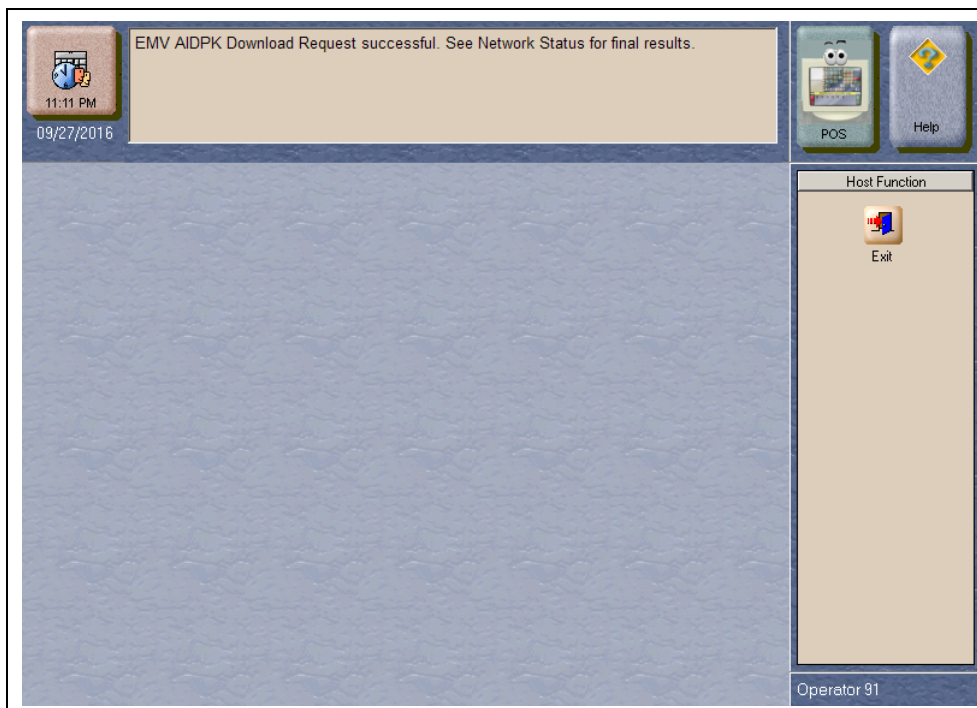 11:11 PM
09/27/2016
EMV AIDPK Download Request successful. See Network Status for final results.
POS
Help
Host Function
Exit
Operator 91